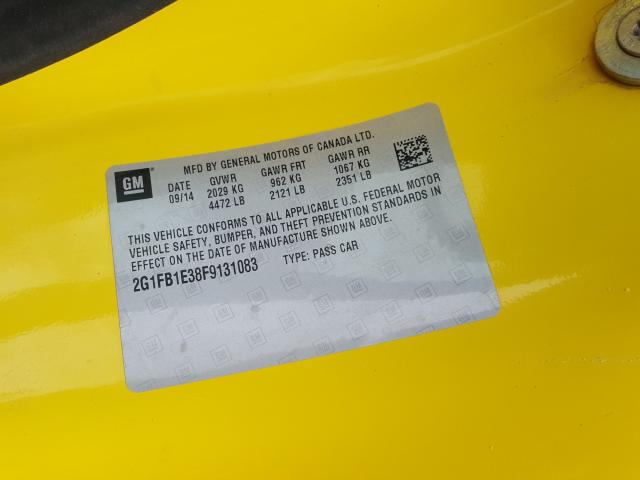 MFD BY GENERAL MOTORS OF CANADA LTD.
GM DATE GVWR GAWR FRT GAWR RR
09/14 2029 KG 962 KG 1067 KG
4472 LB 2121 LB 2351 LB
THIS VEHICLE CONFORMS TO ALL APPLICABLE U.S. FEDERAL MOTOR
VEHICLE SAFETY, BUMPER, AND THEFT PREVENTION STANDARDS IN
EFFECT ON THE DATE OF MANUFACTURE SHOWN ABOVE.
2G1FB1E38F9131083 TYPE: PASS CAR